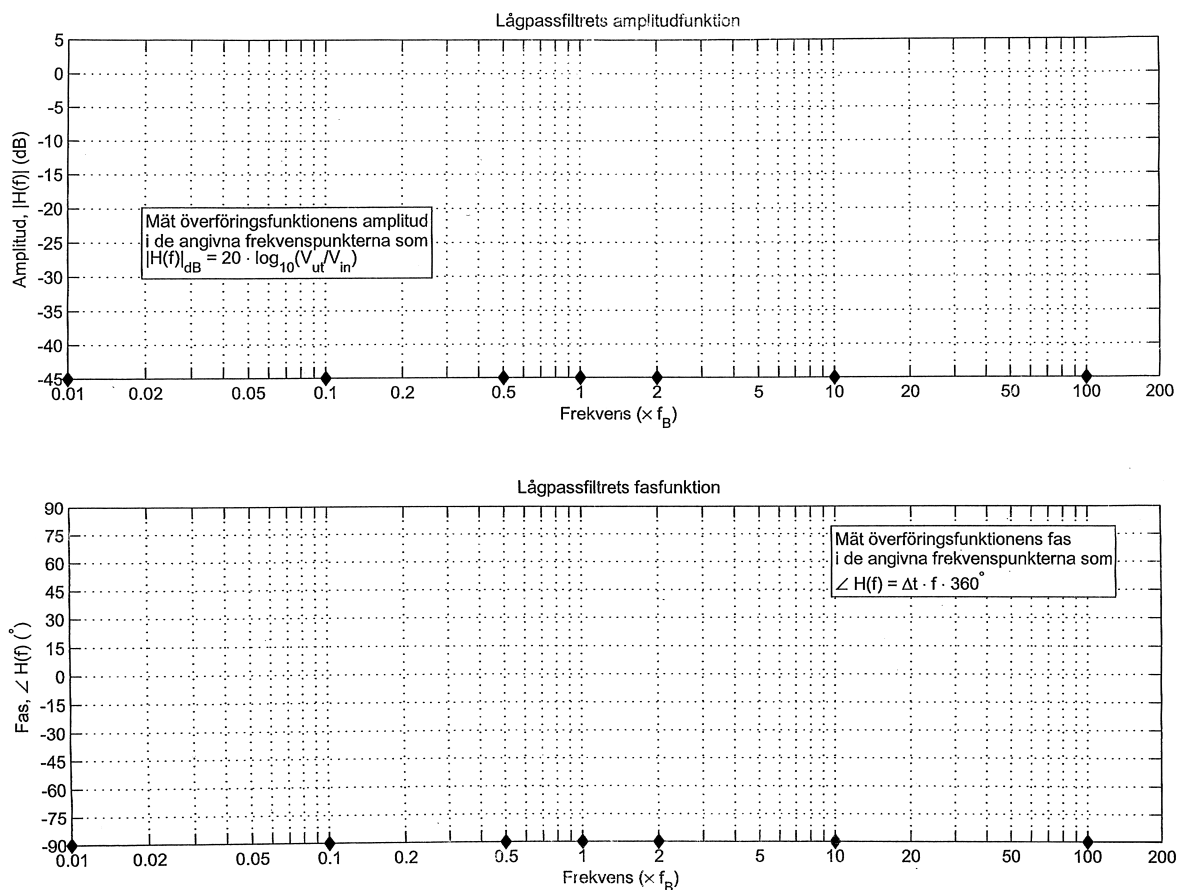 Lågpassfiltrets amplitudfunktion
5
0
-5
-10
-15
-20
-25
-30
-35
-40
-45
Amplitud, |H(f)| (dB)
Mät överföringsfunktionens amplitud
i de angivna frekvenspunkterna som
|H(f)|dB = 20 · log10(Vut/Vin)
0.01 0.02 0.05 0.1 0.2 0.5 1 2 5 10 20 50 100 200
Frekvens (× fB)
Lågpassfiltrets fasfunktion
90
75
60
45
30
15
0
-15
-30
-45
-60
-75
-90
Fas, ∠ H(f) (°)
Mät överföringsfunktionens fas
i de angivna frekvenspunkterna som
∠ H(f) = Δt · f · 360°
0.01 0.02 0.05 0.1 0.2 0.5 1 2 5 10 20 50 100 200
Frekvens (× fB)